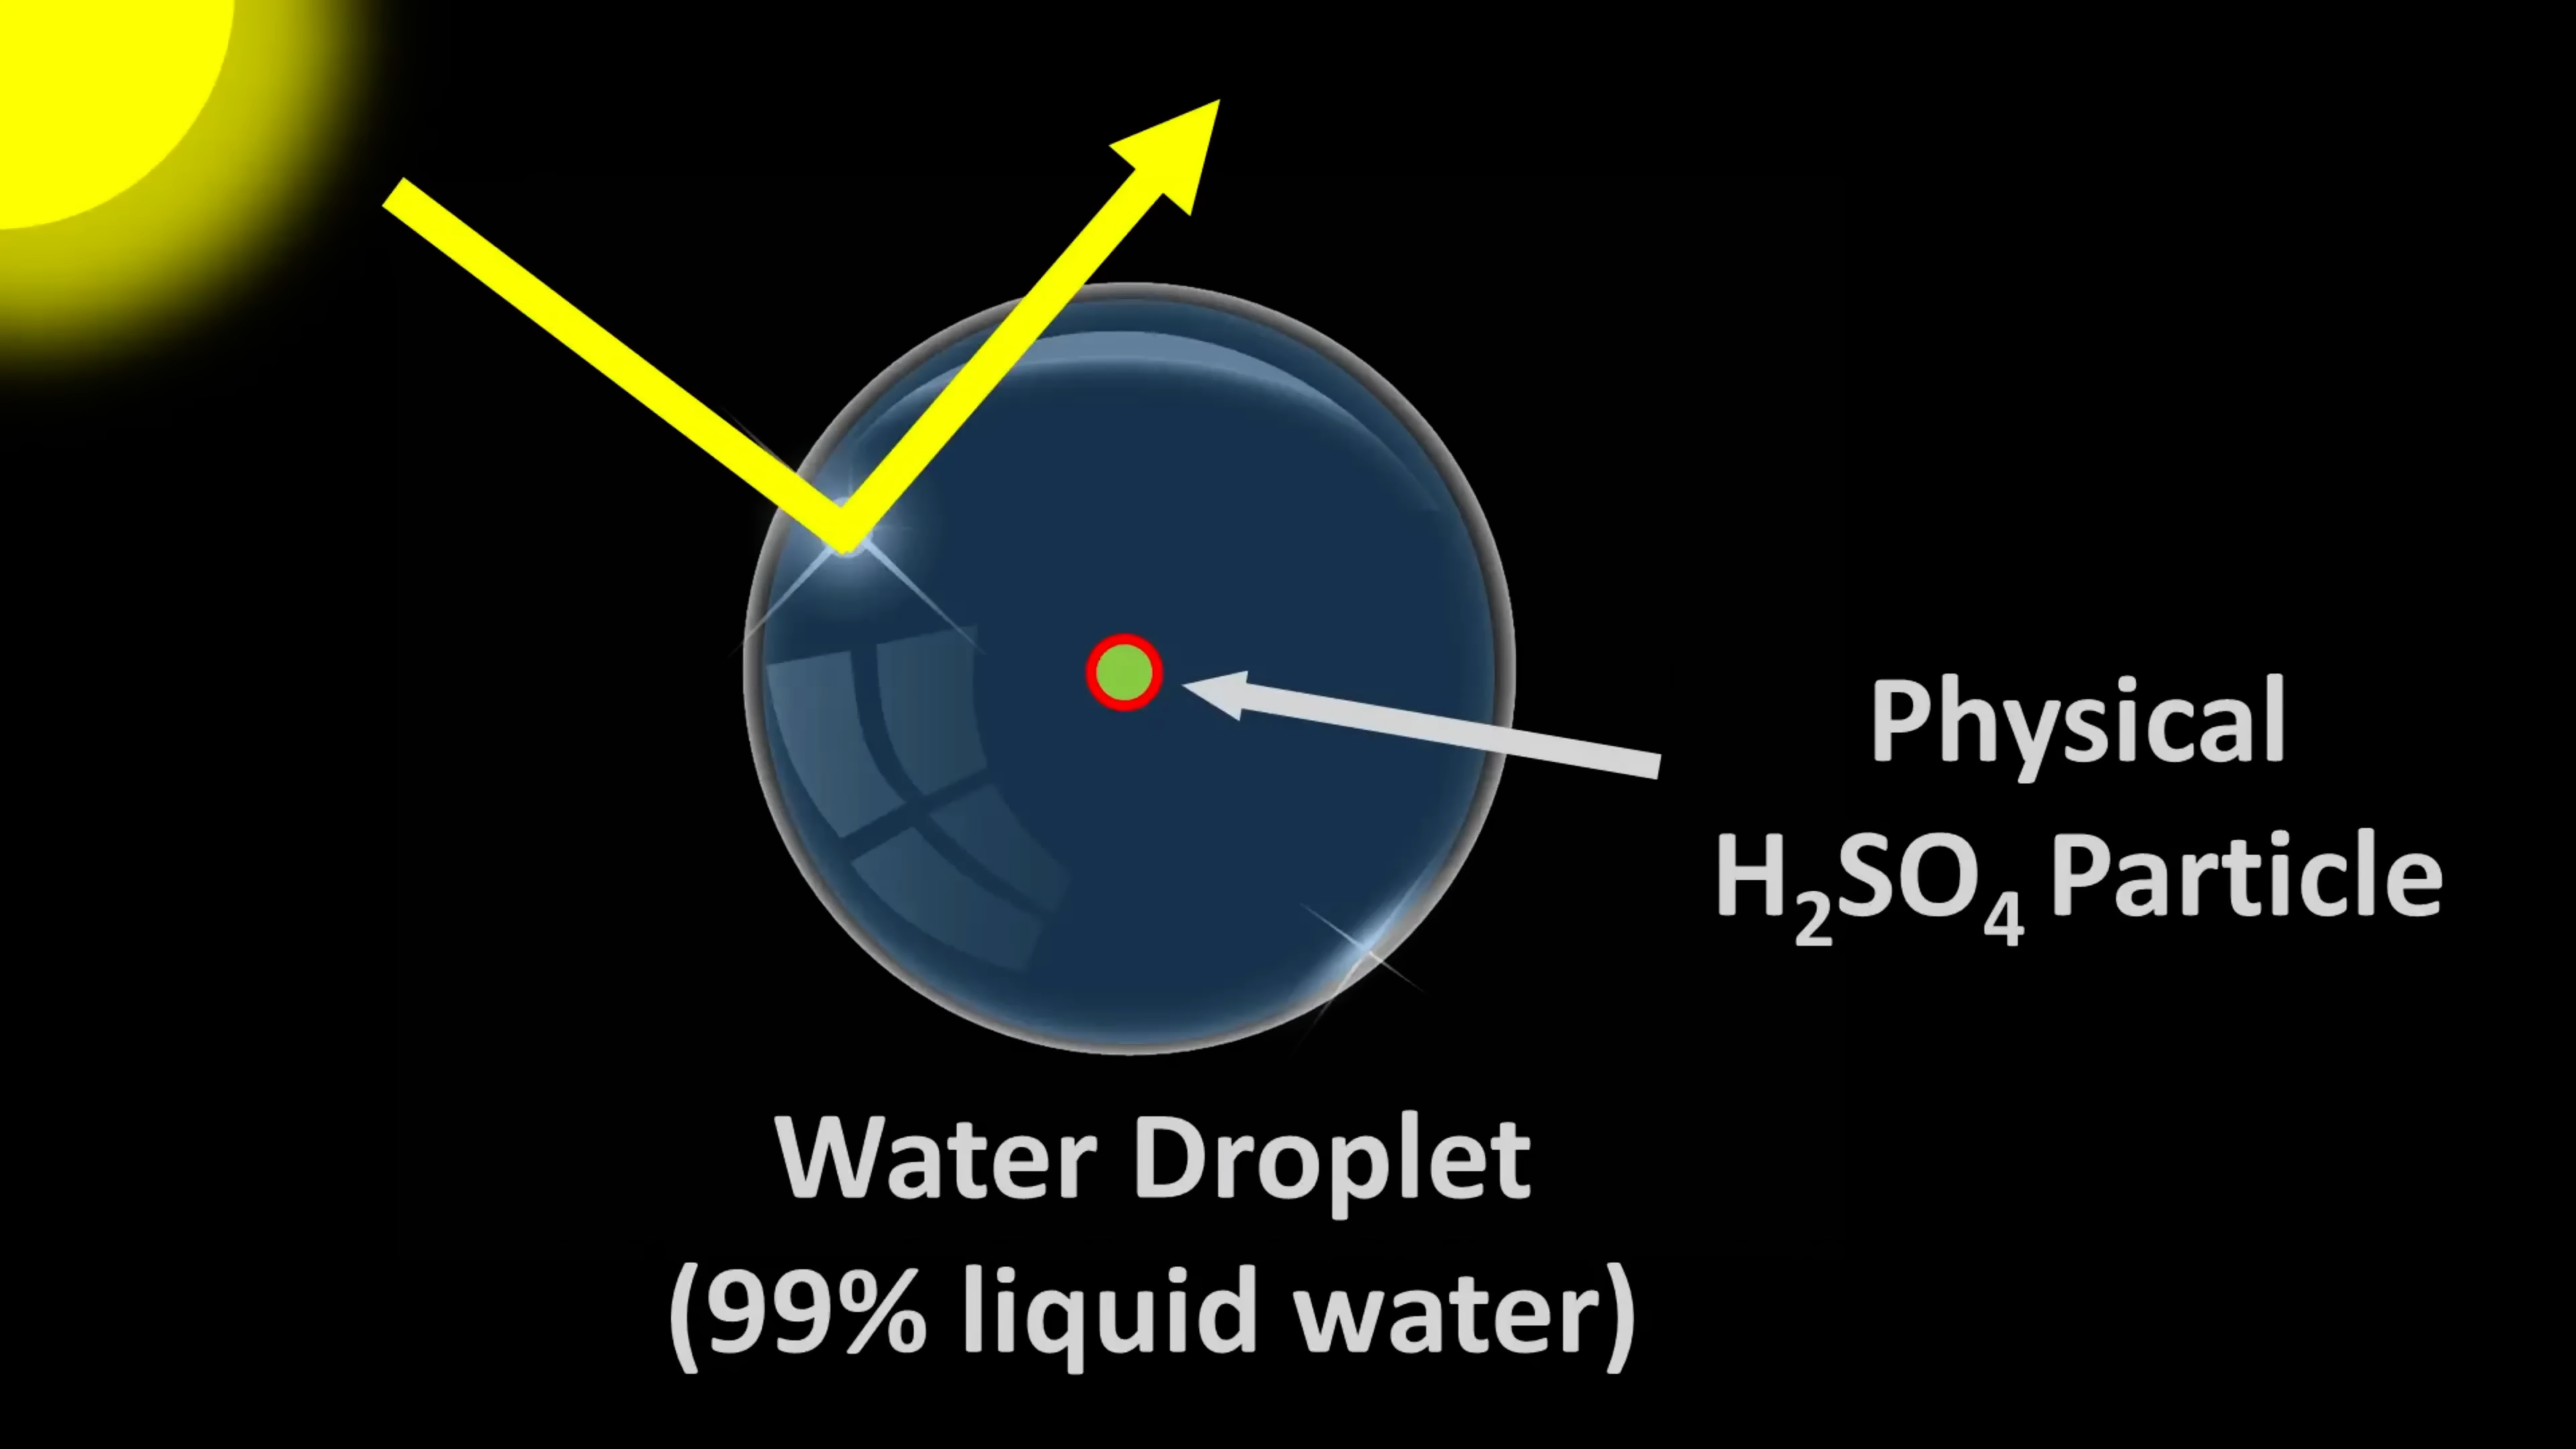 Physical
H₂SO₄ Particle
Water Droplet
(99% liquid water)